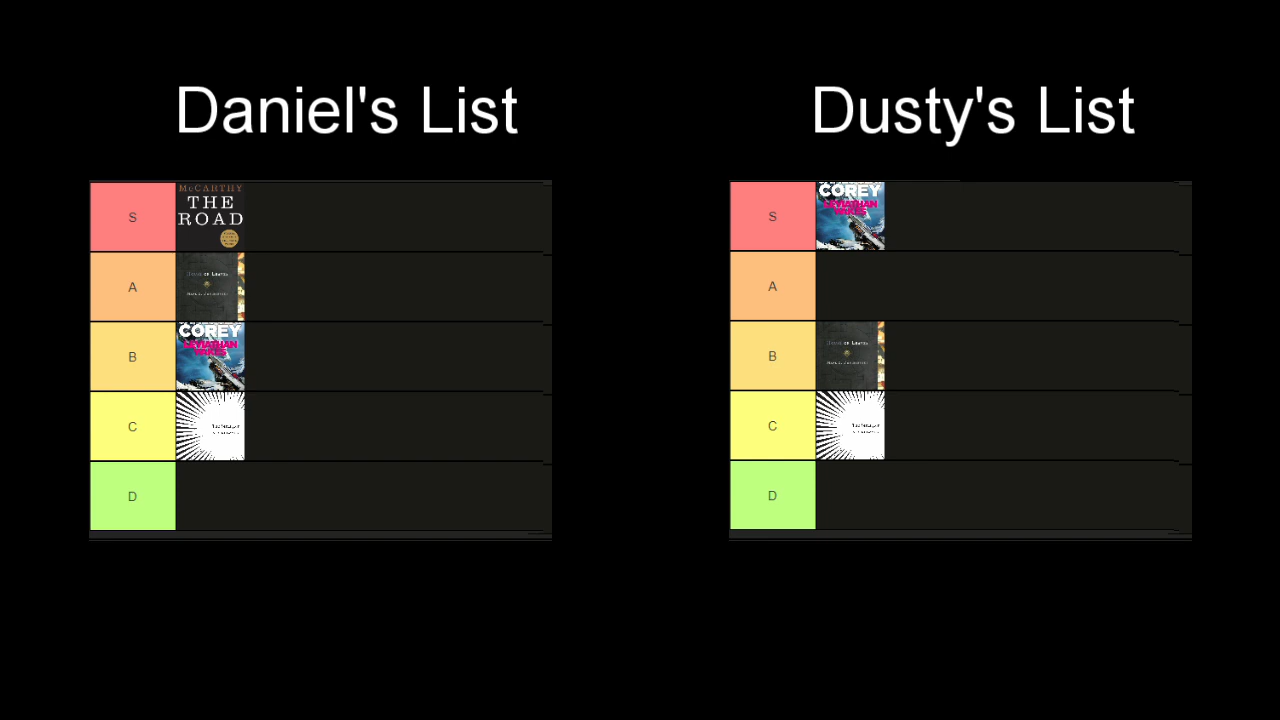 Daniel's List
Dusty's List
S
McCARTHY
THE
ROAD
A
B
COREY
LEVIATHAN
WAKES
C
D
S
COREY
LEVIATHAN
WAKES
A
B
C
D